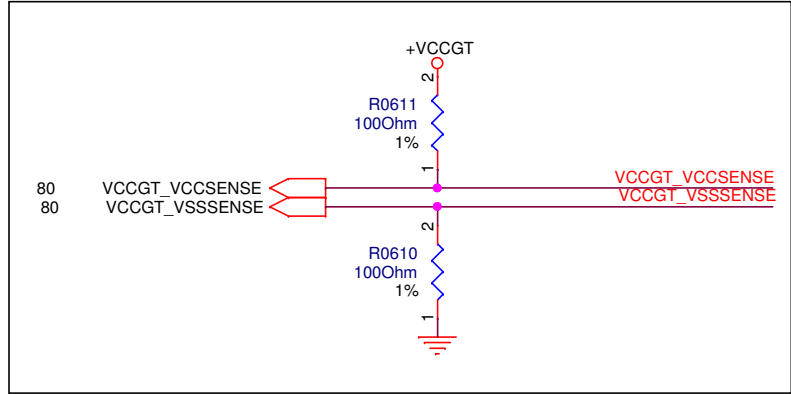 +VCCGT
2
R0611
100Ohm
1%
1
VCCGT_VCCSENSE
80 VCCGT_VCCSENSE
VCCGT_VSSSENSE
80 VCCGT_VSSSENSE
2
R0610
100Ohm
1%
1